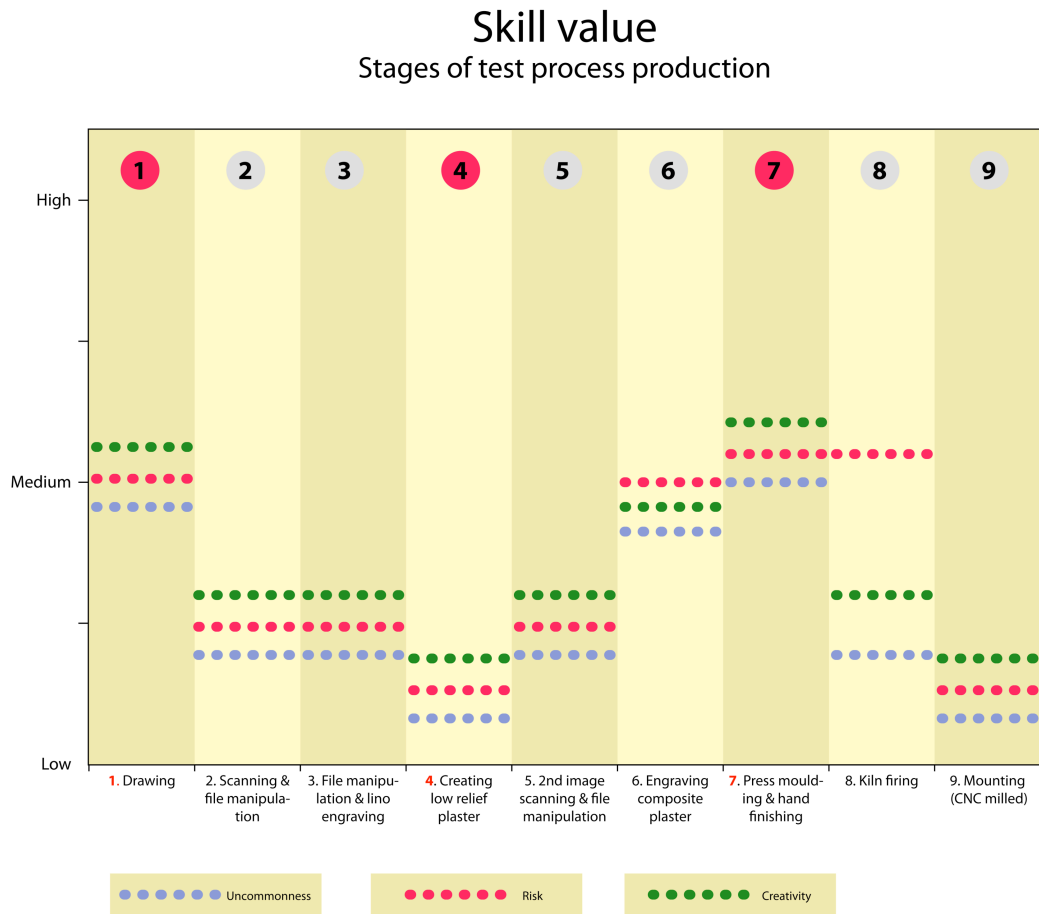 Skill value
Stages of test process production
1 2 3 4 5 6 7 8 9
High
Medium
Low
1. Drawing
2. Scanning &
file manipula-
tion
3. File manipu-
lation & lino
engraving
4. Creating
low relief
plaster
5. 2nd image
scanning & file
manipulation
6. Engraving
composite
plaster
7. Press mould-
ing & hand
finishing
8. Kiln firing
9. Mounting
(CNC milled)
Uncommonness
Risk
Creativity